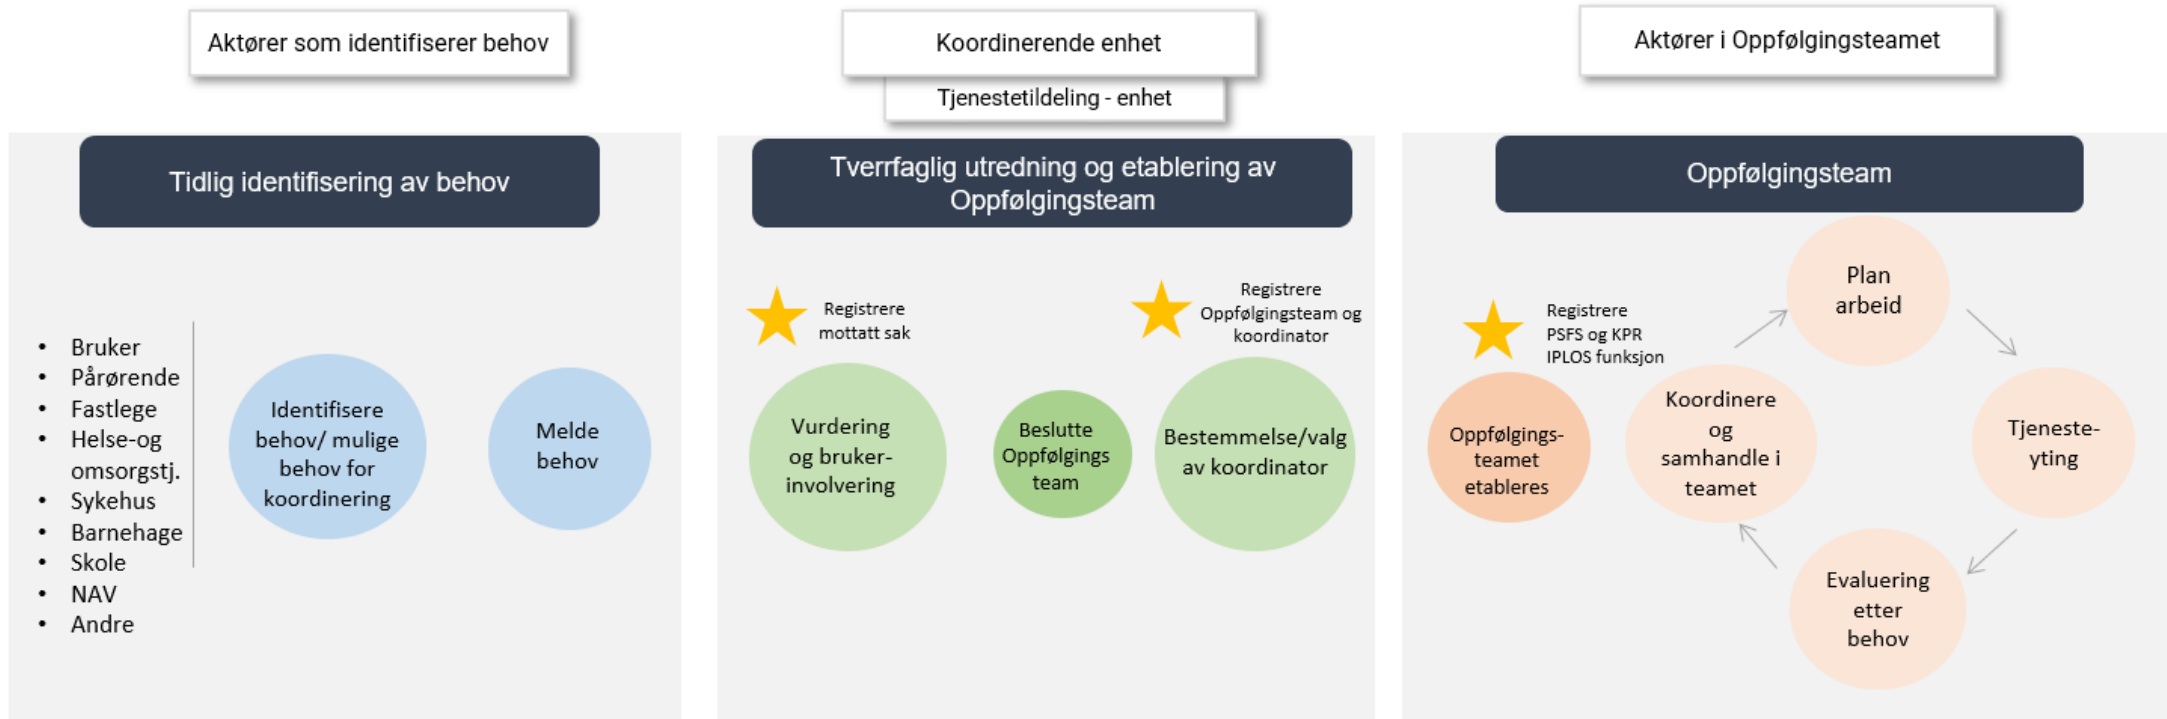 Aktører som identifiserer behov
Koordinerende enhet
Tjenestetildeling - enhet
Aktører i Oppfølgingsteamet
Tidlig identifisering av behov
• Bruker
• Pårørende
• Fastlege
• Helse-og
omsorgstj.
• Sykehus
• Barnehage
• Skole
• NAV
• Andre
Identifisere
behov/ mulige
behov for
koordinering
Melde
behov
Tverrfaglig utredning og etablering av
Oppfølgingsteam
Registrere
mottatt sak
Vurdering
og bruker-
involvering
Beslutte
Oppfølgings
team
Registrere
Oppfølgingsteam og
koordinator
Bestemmelse/valg
av koordinator
Oppfølgingsteam
Registrere
PSFS og KPR
IPLOS funksjon
Oppfølgings-
teamet
etableres
Plan
arbeid
Tjeneste-
yting
Evaluering
etter
behov
Koordinere
og
samhandle i
teamet